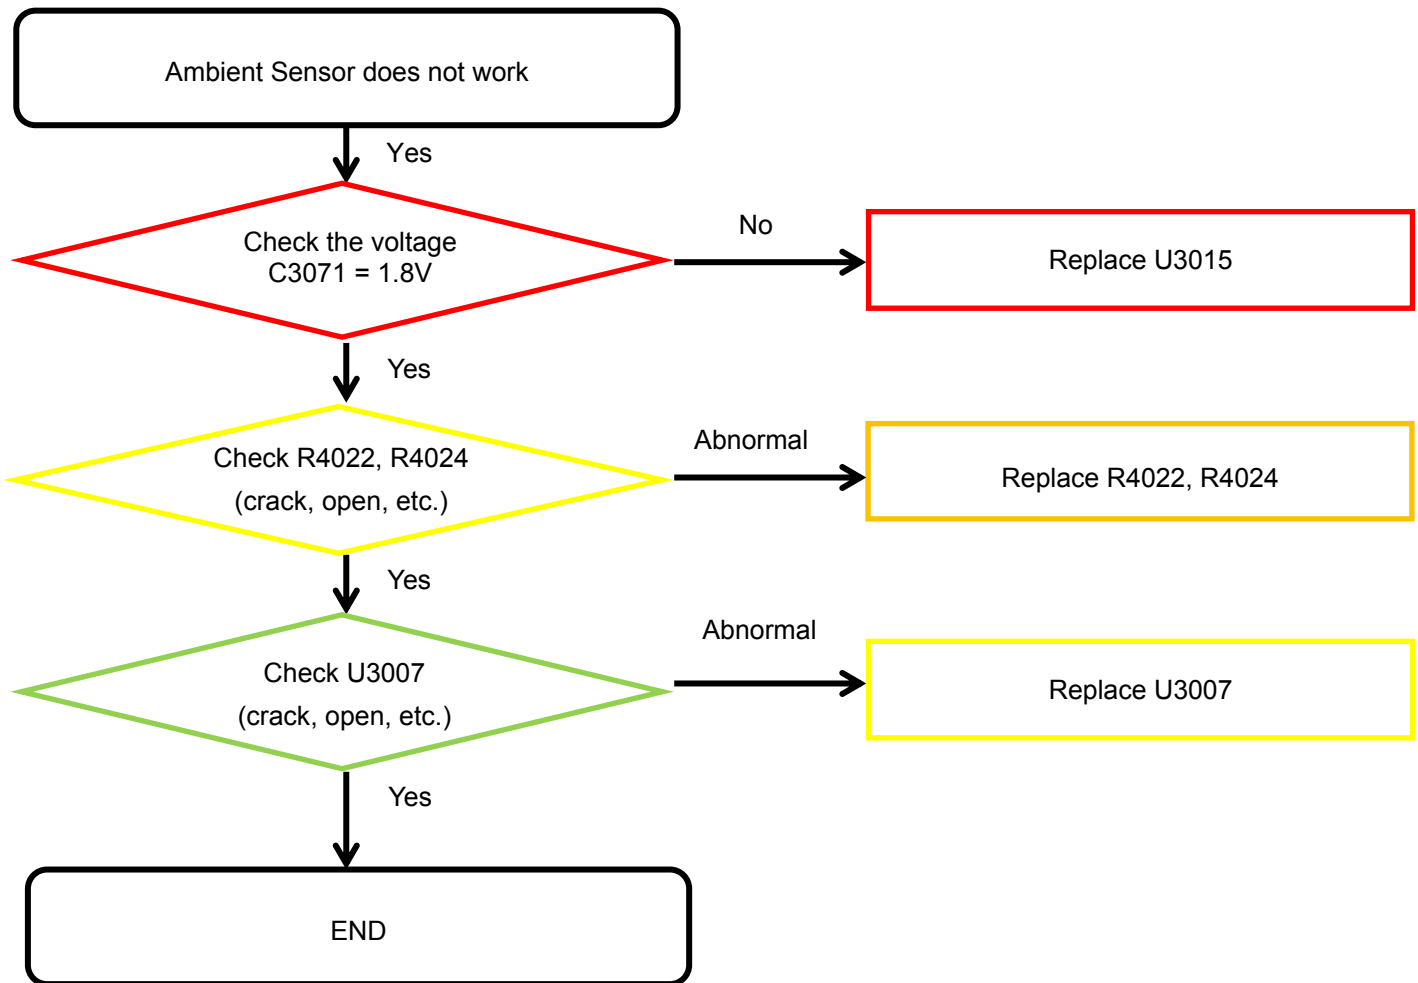 Ambient Sensor does not work
Yes
Check the voltage
C3071 = 1.8V
No
Replace U3015
Yes
Check R4022, R4024
(crack, open, etc.)
Abnormal
Replace R4022, R4024
Yes
Check U3007
(crack, open, etc.)
Abnormal
Replace U3007
Yes
END